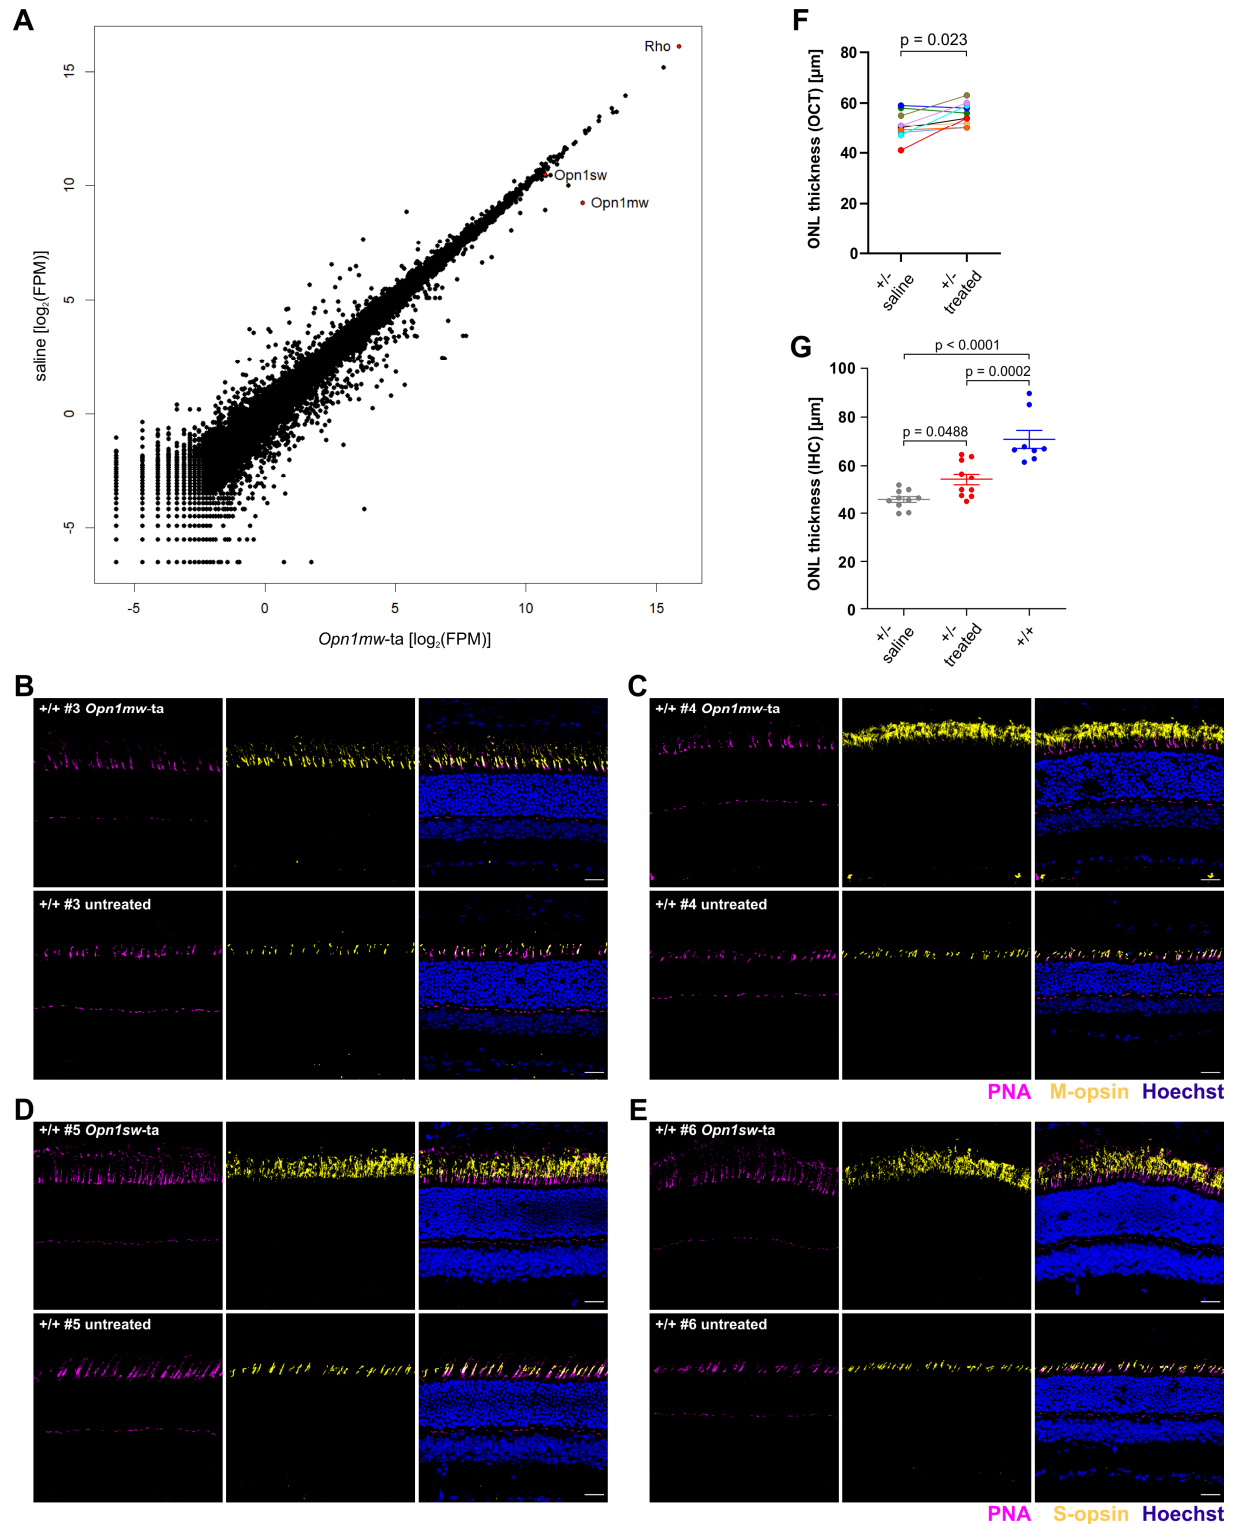 A
15
10
5
0
-5
saline [log2(FPM)]
Rho
Opn1sw
Opn1mw
-5
0
5
10
15
Opn1mw-ta [log2(FPM)]
F
p = 0.023
80
60
40
20
0
ONL thickness (OCT) [µm]
+/-
saline
+/-
treated
G
p < 0.0001
p = 0.0002
p = 0.0488
100
80
60
40
20
0
ONL thickness (IHC) [µm]
+/-
saline
+/-
treated
+/+
B
+/+ #3 Opn1mw-ta
+/+ #3 untreated
C
+/+ #4 Opn1mw-ta
+/+ #4 untreated
PNA M-opsin Hoechst
D
+/+ #5 Opn1sw-ta
+/+ #5 untreated
E
+/+ #6 Opn1sw-ta
+/+ #6 untreated
PNA S-opsin Hoechst